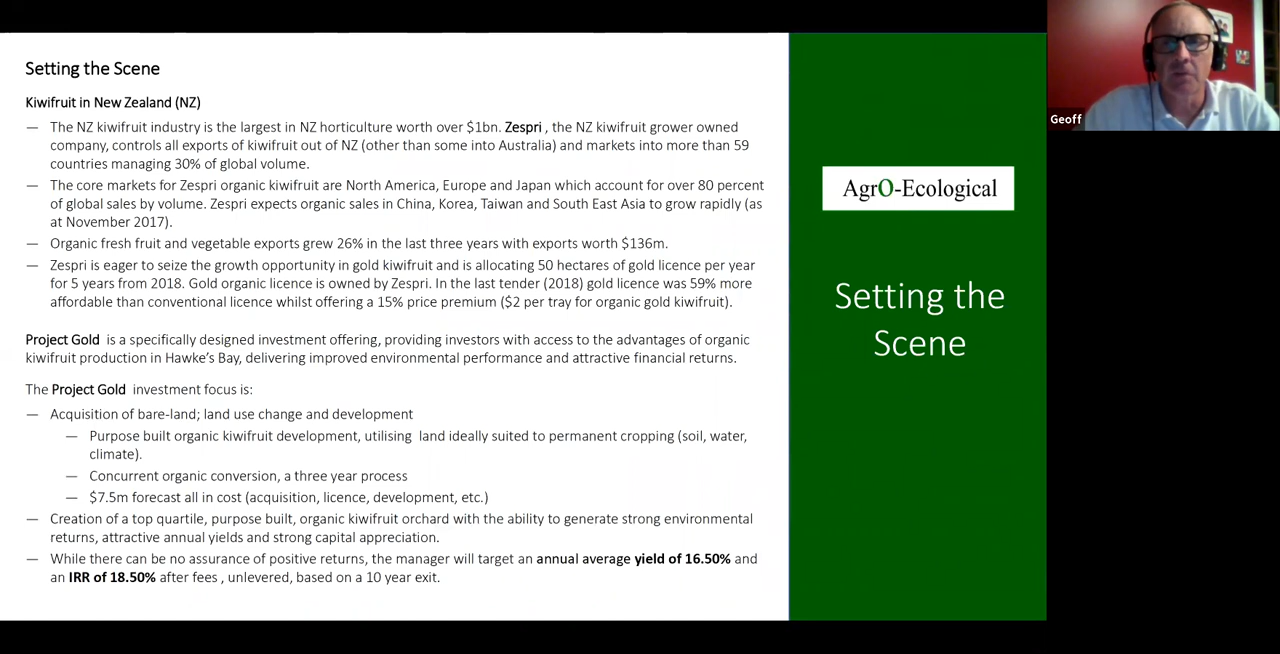 Setting the Scene
Kiwifruit in New Zealand (NZ)
— The NZ kiwifruit industry is the largest in NZ horticulture worth over $1bn. Zespri , the NZ kiwifruit grower owned
company, controls all exports of kiwifruit out of NZ (other than some into Australia) and markets into more than 59
countries managing 30% of global volume.
— The core markets for Zespri organic kiwifruit are North America, Europe and Japan which account for over 80 percent
of global sales by volume. Zespri expects organic sales in China, Korea, Taiwan and South East Asia to grow rapidly (as
at November 2017).
— Organic fresh fruit and vegetable exports grew 26% in the last three years with exports worth $136m.
— Zespri is eager to seize the growth opportunity in gold kiwifruit and is allocating 50 hectares of gold licence per year
for 5 years from 2018. Gold organic licence is owned by Zespri. In the last tender (2018) gold licence was 59% more
affordable than conventional licence whilst offering a 15% price premium ($2 per tray for organic gold kiwifruit).
Project Gold is a specifically designed investment offering, providing investors with access to the advantages of organic
kiwifruit production in Hawke's Bay, delivering improved environmental performance and attractive financial returns.
The Project Gold investment focus is:
— Acquisition of bare-land; land use change and development
— Purpose built organic kiwifruit development, utilising land ideally suited to permanent cropping (soil, water,
climate).
— Concurrent organic conversion, a three year process
— $7.5m forecast all in cost (acquisition, licence, development, etc.)
— Creation of a top quartile, purpose built, organic kiwifruit orchard with the ability to generate strong environmental
returns, attractive annual yields and strong capital appreciation.
— While there can be no assurance of positive returns, the manager will target an annual average yield of 16.50% and
an IRR of 18.50% after fees , unlevered, based on a 10 year exit.
AgrO-Ecological
Setting the
Scene
Geoff